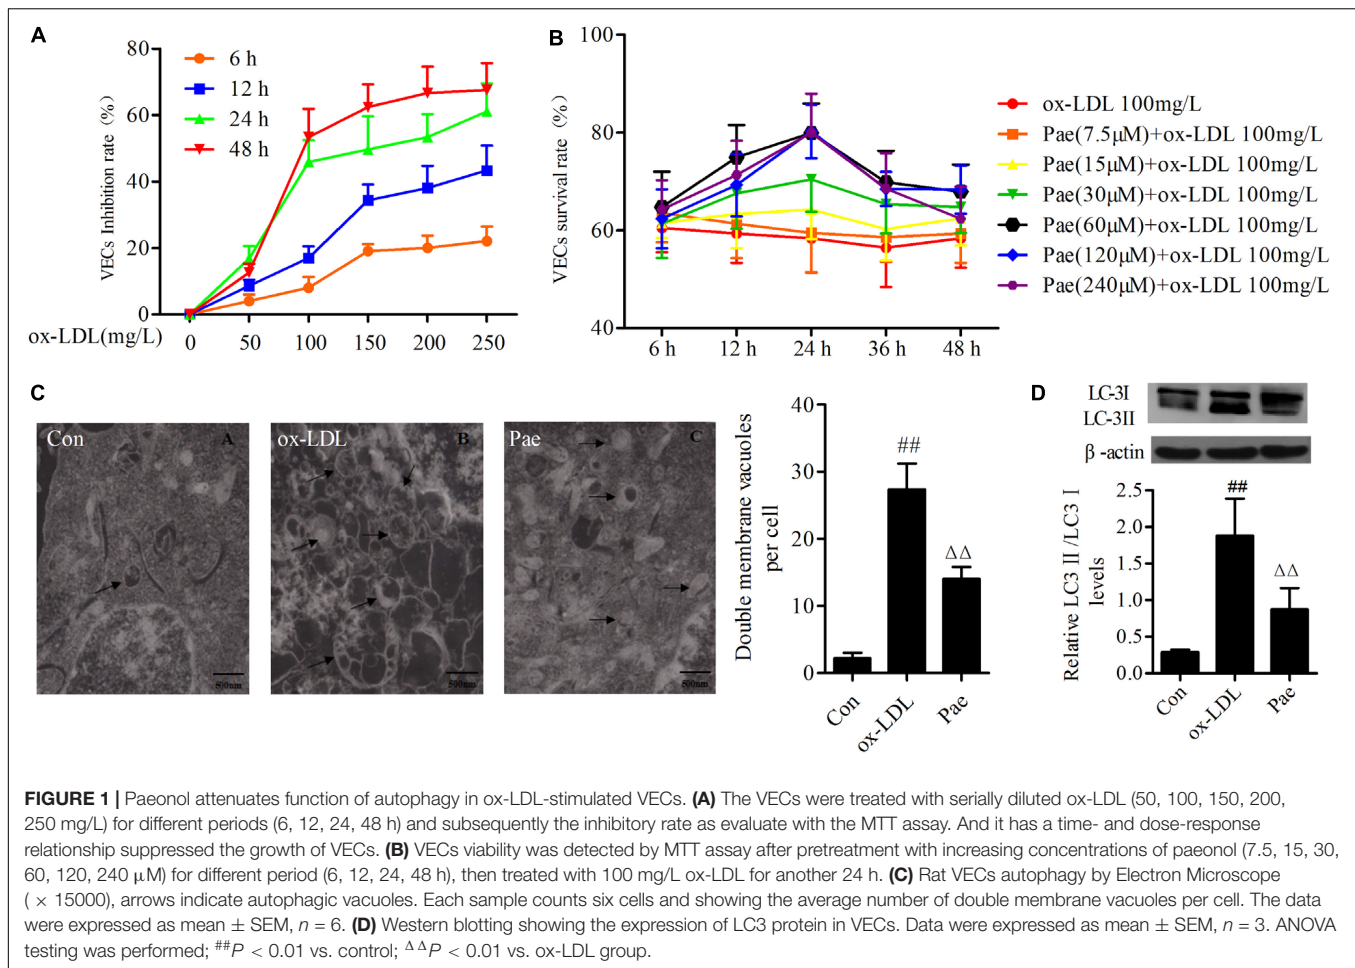 A
80
60
40
20
0
VECs Inhibition rate (%)
6 h
12 h
24 h
48 h
ox-LDL(mg/L)
0 50 100 150 200 250
B
100
80
60
40
VECs survival rate (%)
6 h 12 h 24 h 36 h 48 h
ox-LDL 100mg/L
Pae(7.5μM)+ox-LDL 100mg/L
Pae(15μM)+ox-LDL 100mg/L
Pae(30μM)+ox-LDL 100mg/L
Pae(60μM)+ox-LDL 100mg/L
Pae(120μM)+ox-LDL 100mg/L
Pae(240μM)+ox-LDL 100mg/L
C
Con A
500nm
ox-LDL B
500nm
Pae C
500nm
Double membrane vacuoles
per cell
40
30
20
10
0
##
ΔΔ
Con ox-LDL Pae
D
LC-3I
LC-3II
β -actin
Relative LC3 II /LC3 I
levels
2.5
2.0
1.5
1.0
0.5
0.0
##
ΔΔ
Con ox-LDL Pae
FIGURE 1 | Paeonol attenuates function of autophagy in ox-LDL-stimulated VECs. (A) The VECs were treated with serially diluted ox-LDL (50, 100, 150, 200,
250 mg/L) for different periods (6, 12, 24, 48 h) and subsequently the inhibitory rate as evaluate with the MTT assay. And it has a time- and dose-response
relationship suppressed the growth of VECs. (B) VECs viability was detected by MTT assay after pretreatment with increasing concentrations of paeonol (7.5, 15, 30,
60, 120, 240 μM) for different period (6, 12, 24, 48 h), then treated with 100 mg/L ox-LDL for another 24 h. (C) Rat VECs autophagy by Electron Microscope
( × 15000), arrows indicate autophagic vacuoles. Each sample counts six cells and showing the average number of double membrane vacuoles per cell. The data
were expressed as mean ± SEM, n = 6. (D) Western blotting showing the expression of LC3 protein in VECs. Data were expressed as mean ± SEM, n = 3. ANOVA
testing was performed; ##P < 0.01 vs. control; ΔΔP < 0.01 vs. ox-LDL group.